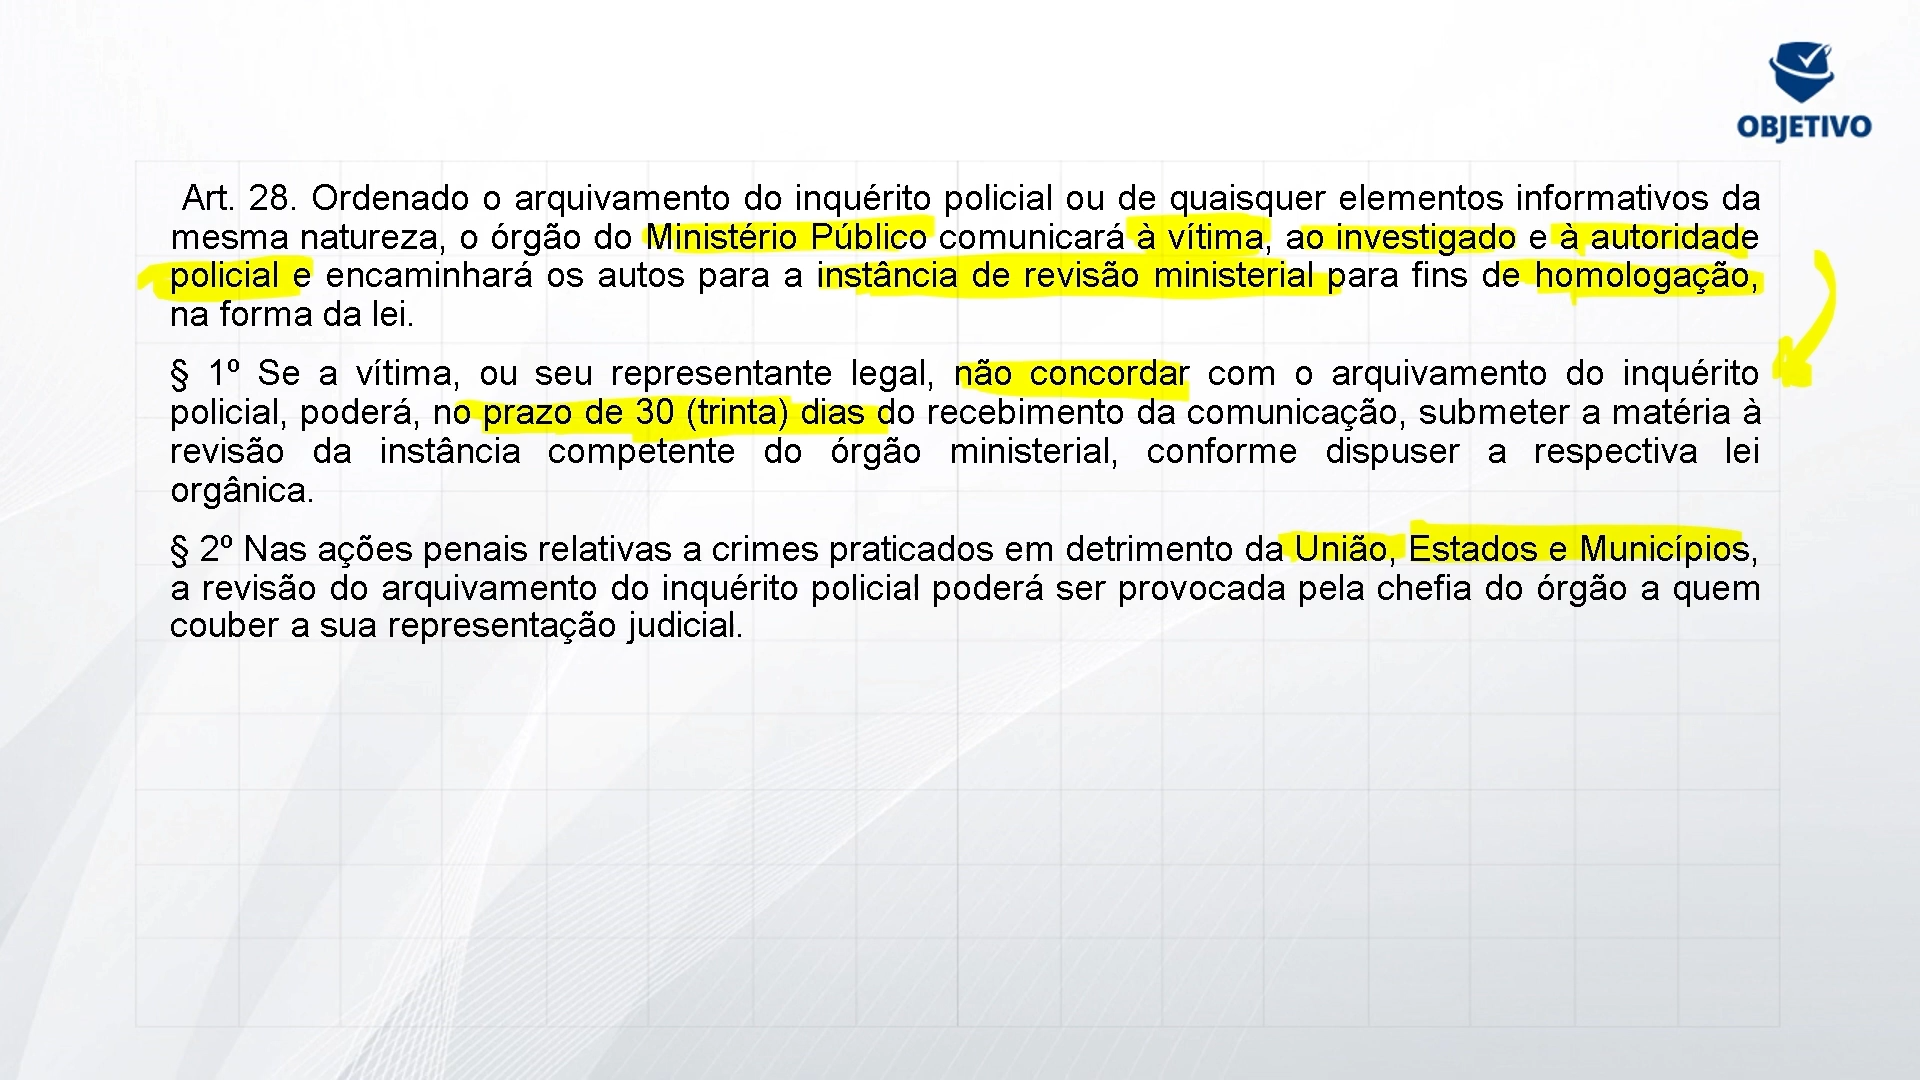 OBJETIVO
Art. 28. Ordenado o arquivamento do inquérito policial ou de quaisquer elementos informativos da
mesma natureza, o órgão do Ministério Público comunicará à vítima, ao investigado e à autoridade
policial e encaminhará os autos para a instância de revisão ministerial para fins de homologação,
na forma da lei.
§ 1º Se a vítima, ou seu representante legal, não concordar com o arquivamento do inquérito
policial, poderá, no prazo de 30 (trinta) dias do recebimento da comunicação, submeter a matéria à
revisão da instância competente do órgão ministerial, conforme dispuser a respectiva lei
orgânica.
§ 2º Nas ações penais relativas a crimes praticados em detrimento da União, Estados e Municípios,
a revisão do arquivamento do inquérito policial poderá ser provocada pela chefia do órgão a quem
couber a sua representação judicial.